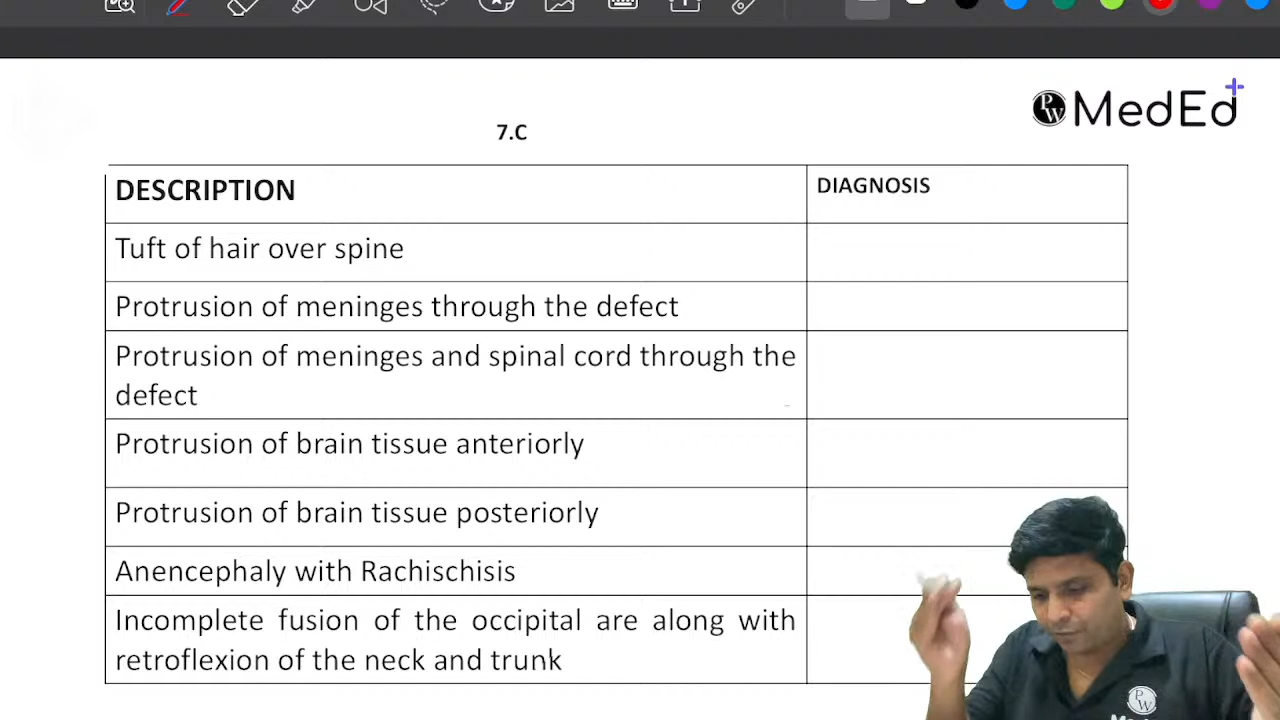 PW MedEd+
7.C
DESCRIPTION
DIAGNOSIS
Tuft of hair over spine
Protrusion of meninges through the defect
Protrusion of meninges and spinal cord through the
defect
Protrusion of brain tissue anteriorly
Protrusion of brain tissue posteriorly
Anencephaly with Rachischisis
Incomplete fusion of the occipital are along with
retroflexion of the neck and trunk
PW